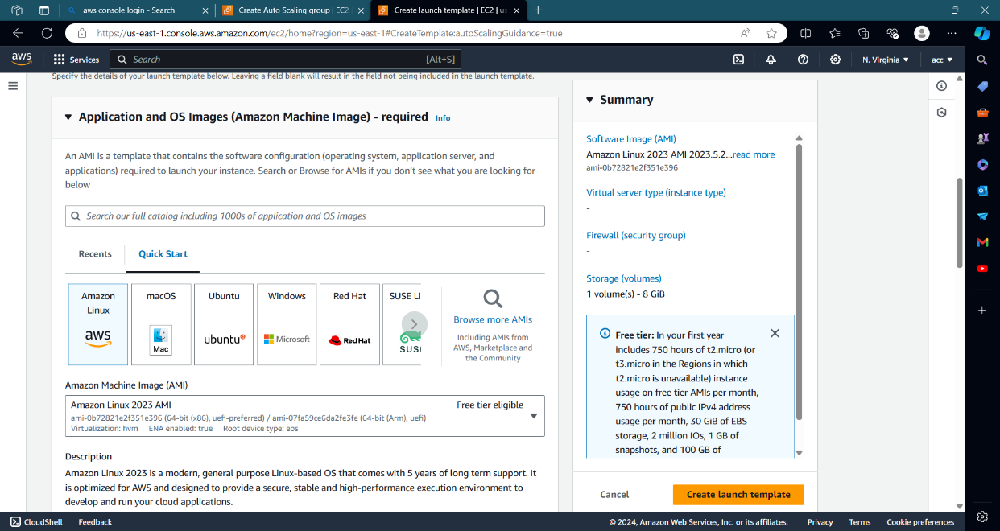 aws console login - Search
Create Auto Scaling group | EC2
Create launch template | EC2 | us
https://us-east-1.console.aws.amazon.com/ec2/home?region=us-east-1#CreateTemplate:autoScalingGuidance=true
aws
Services
Search
[Alt+S]
N. Virginia
acc
Specify the details of your launch template below. Leaving a field blank will result in the field not being included in the launch template.
Application and OS Images (Amazon Machine Image) - required Info
An AMI is a template that contains the software configuration (operating system, application server, and
applications) required to launch your instance. Search or Browse for AMIs if you don't see what you are looking for
below
Search our full catalog including 1000s of application and OS images
Recents
Quick Start
Amazon
Linux
aws
macOS
Mac
Ubuntu
ubuntu
Windows
Microsoft
Red Hat
Red Hat
SUSE Li
SUS
Browse more AMIs
Including AMIs from
AWS, Marketplace and
the Community
Amazon Machine Image (AMI)
Amazon Linux 2023 AMI
Free tier eligible
ami-0b72821e2f351e396 (64-bit (x86), uefi-preferred) / ami-07fa59ce6da2fe3fe (64-bit (Arm), uefi)
Virtualization: hvm ENA enabled: true Root device type: ebs
Description
Amazon Linux 2023 is a modern, general purpose Linux-based OS that comes with 5 years of long term support. It
is optimized for AWS and designed to provide a secure, stable and high-performance execution environment to
develop and run your cloud applications.
Summary
Software Image (AMI)
Amazon Linux 2023 AMI 2023.5.2...read more
ami-0b72821e2f351e396
Virtual server type (instance type)
-
Firewall (security group)
-
Storage (volumes)
1 volume(s) - 8 GiB
Free tier: In your first year
includes 750 hours of t2.micro (or
t3.micro in the Regions in which
t2.micro is unavailable) instance
usage on free tier AMIs per month,
750 hours of public IPv4 address
usage per month, 30 GiB of EBS
storage, 2 million IOs, 1 GB of
snapshots, and 100 GB of
Cancel
Create launch template
CloudShell
Feedback
© 2024, Amazon Web Services, Inc. or its affiliates.
Privacy
Terms
Cookie preferences